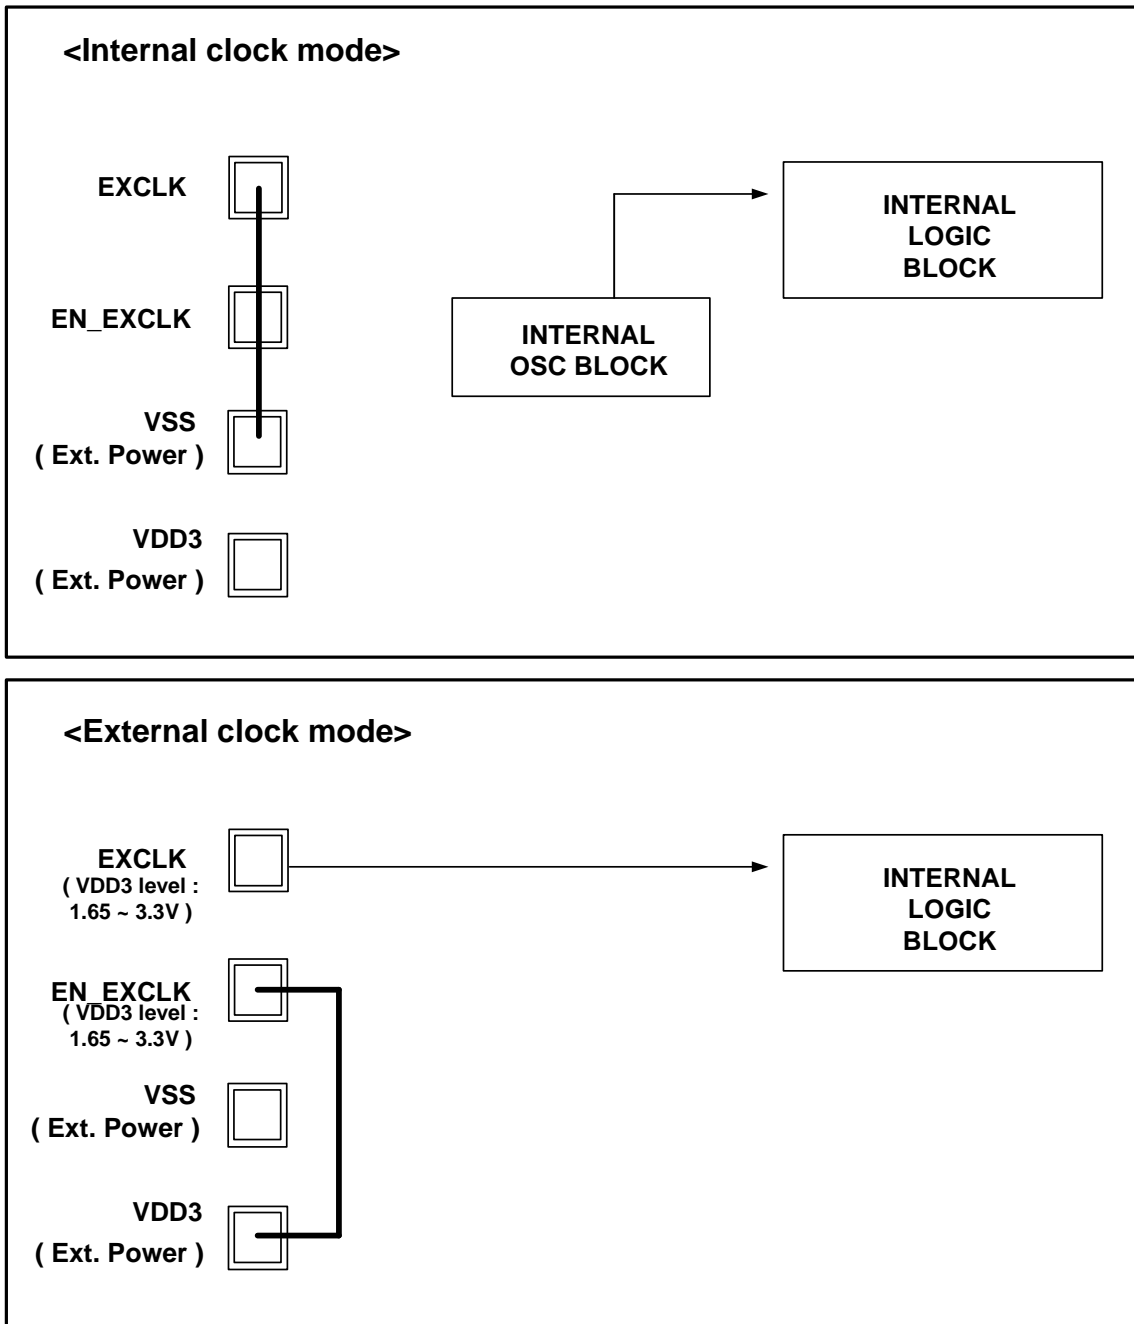 <Internal clock mode>
EXCLK
EN_EXCLK
VSS
( Ext. Power )
VDD3
( Ext. Power )
INTERNAL
OSC BLOCK
INTERNAL
LOGIC
BLOCK
<External clock mode>
EXCLK
( VDD3 level :
1.65 ~ 3.3V )
EN_EXCLK
( VDD3 level :
1.65 ~ 3.3V )
VSS
( Ext. Power )
VDD3
( Ext. Power )
INTERNAL
LOGIC
BLOCK